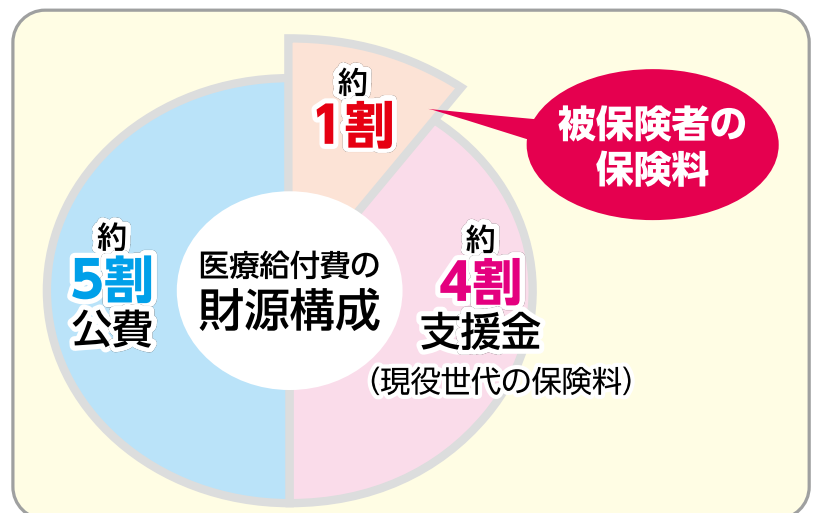 約
1割
被保険者の
保険料
約
5割
公費
医療給付費の
財源構成
約
4割
支援金
（現役世代の保険料）